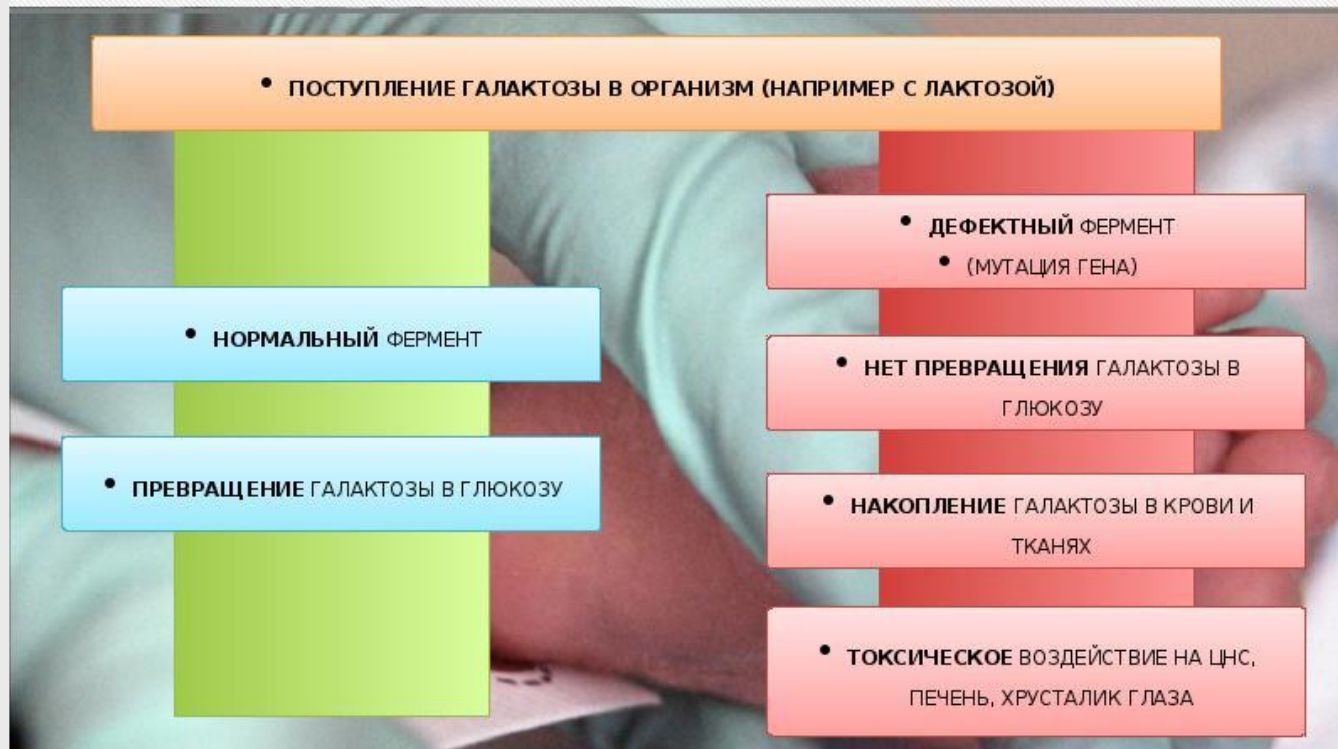 • ПОСТУПЛЕНИЕ ГАЛАКТОЗЫ В ОРГАНИЗМ (НАПРИМЕР С ЛАКТОЗОЙ)
• НОРМАЛЬНЫЙ ФЕРМЕНТ
• ПРЕВРАЩЕНИЕ ГАЛАКТОЗЫ В ГЛЮКОЗУ
• ДЕФЕКТНЫЙ ФЕРМЕНТ
• (МУТАЦИЯ ГЕНА)
• НЕТ ПРЕВРАЩЕНИЯ ГАЛАКТОЗЫ В
ГЛЮКОЗУ
• НАКОПЛЕНИЕ ГАЛАКТОЗЫ В КРОВИ И
ТКАНЯХ
• ТОКСИЧЕСКОЕ ВОЗДЕЙСТВИЕ НА ЦНС,
ПЕЧЕНЬ, ХРУСТАЛИК ГЛАЗА